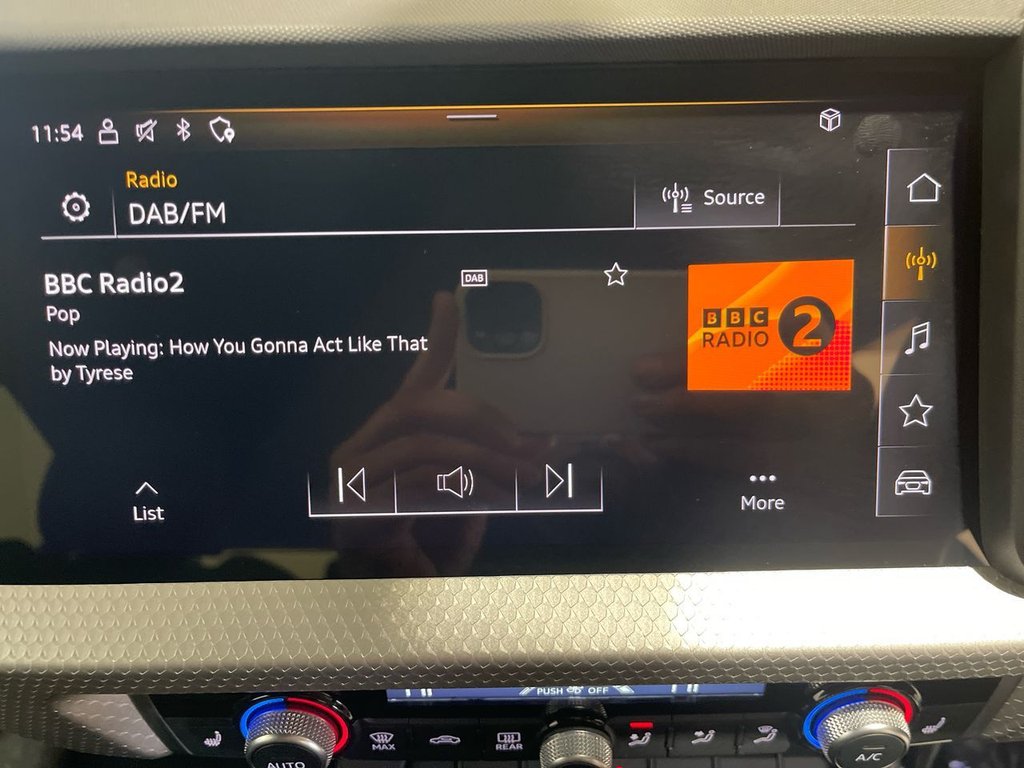 11:54
Radio
DAB/FM
Source
BBC Radio2
DAB
Pop
BBC
RADIO 2
Now Playing: How You Gonna Act Like That
by Tyrese
List
More
PUSH OFF
MAX
REAR
AUTO
A/C